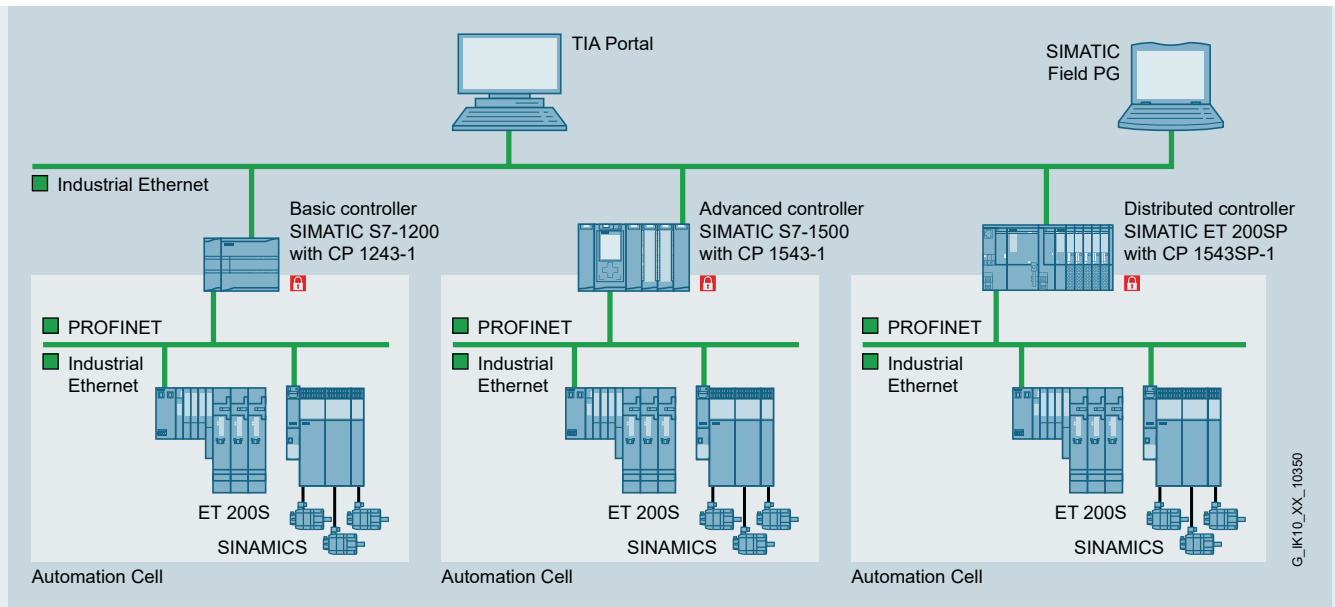 TIA Portal
SIMATIC
Field PG
Industrial Ethernet
Basic controller
SIMATIC S7-1200
with CP 1243-1
Advanced controller
SIMATIC S7-1500
with CP 1543-1
Distributed controller
SIMATIC ET 200SP
with CP 1543SP-1
PROFINET
Industrial
Ethernet
ET 200S
SINAMICS
Automation Cell
PROFINET
Industrial
Ethernet
ET 200S
SINAMICS
Automation Cell
PROFINET
Industrial
Ethernet
ET 200S
SINAMICS
Automation Cell
G_IK10_XX_10350